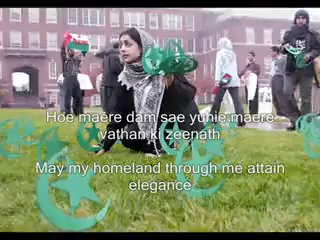 Hoe maere dam sae yunie maere
vathan ki zeenath
May my homeland through me attain
elegance